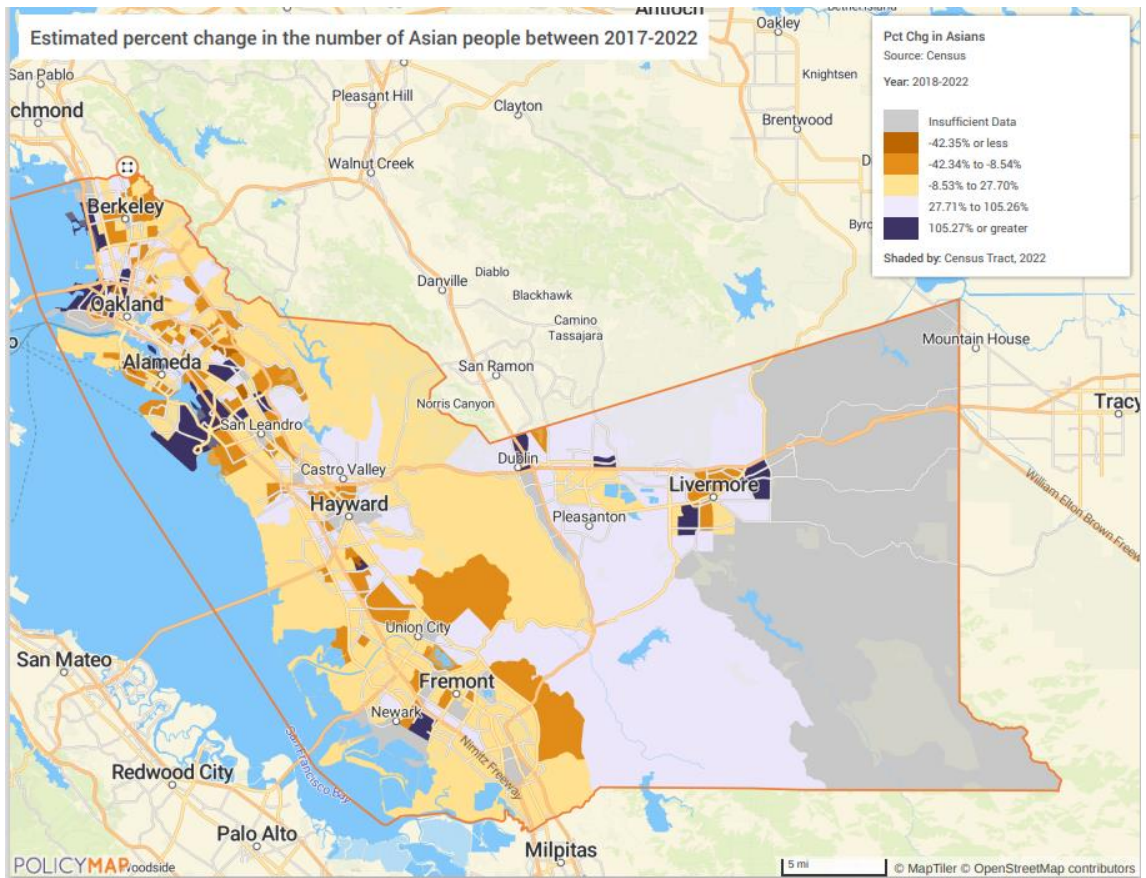 Estimated percent change in the number of Asian people between 2017-2022
Pct Chg in Asians
Source: Census
Year: 2018-2022
Insufficient Data
-42.35% or less
-42.34% to -8.54%
-8.53% to 27.70%
27.71% to 105.26%
105.27% or greater
Shaded by: Census Tract, 2022
Antioch
Oakley
Knightsen
San Pablo
chmond
Pleasant Hill
Clayton
Brentwood
Walnut Creek
D
Byro
Berkeley
Danville
Diablo
Blackhawk
Oakland
Camino
Tassajara
o
Mountain House
Alameda
San Ramon
Norris Canyon
Tracy
San Leandro
Dublin
Castro Valley
Livermore
Hayward
Pleasanton
William Elton Brown Freew
Union City
San Mateo
Fremont
Newark
Nimitz Freeway
San Francisco Bay
Redwood City
Palo Alto
Milpitas
POLICYMAP
oodside
5 mi
© MapTiler © OpenStreetMap contributors